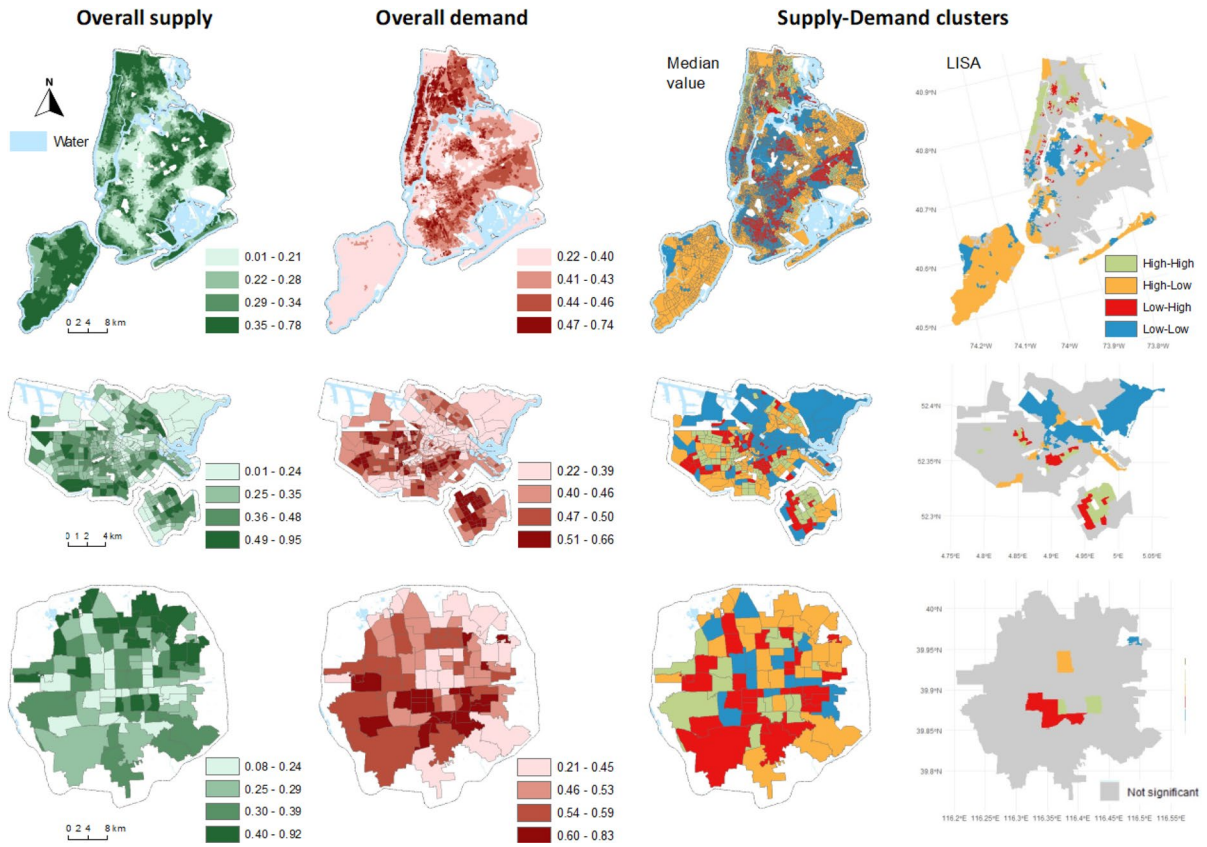 Overall supply
Overall demand
Supply-Demand clusters
N
Water
Median value
LISA
0.01 - 0.21
0.22 - 0.28
0.29 - 0.34
0.35 - 0.78
0 2 4 8 km
0.22 - 0.40
0.41 - 0.43
0.44 - 0.46
0.47 - 0.74
40.9°N
40.8°N
40.7°N
40.6°N
40.5°N
High-High
High-Low
Low-High
Low-Low
74.2°W 74.1°W 74°W 73.9°W 73.8°W
0.01 - 0.24
0.25 - 0.35
0.36 - 0.48
0.49 - 0.95
0 1 2 4 km
0.22 - 0.39
0.40 - 0.46
0.47 - 0.50
0.51 - 0.66
52.4°N
52.35°N
52.3°N
4.75°E 4.8°E 4.85°E 4.9°E 4.95°E 5°E 5.05°E
0.08 - 0.24
0.25 - 0.29
0.30 - 0.39
0.40 - 0.92
0 2 4 8 km
0.21 - 0.45
0.46 - 0.53
0.54 - 0.59
0.60 - 0.83
40°N
39.95°N
39.9°N
39.85°N
39.8°N
Not significant
116.2°E 116.25°E 116.3°E 116.35°E 116.4°E 116.45°E 116.5°E 116.55°E